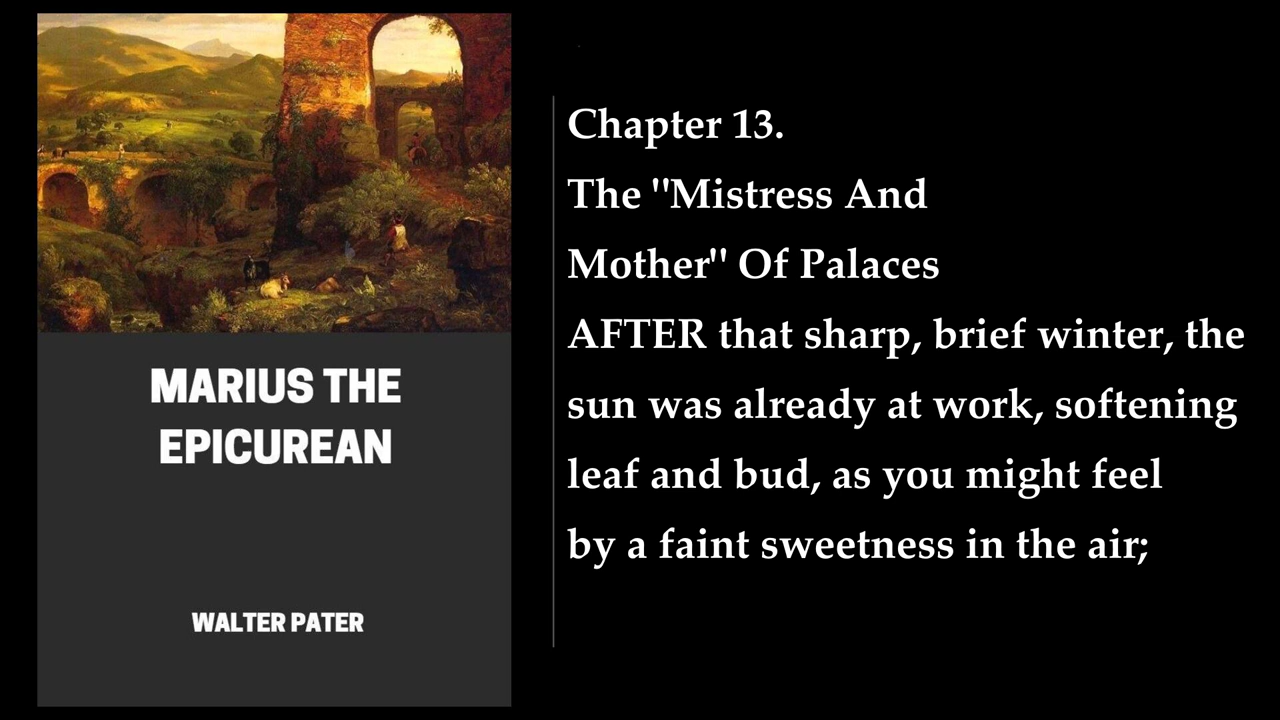 MARIUS THE
EPICUREAN
WALTER PATER
Chapter 13.
The "Mistress And
Mother" Of Palaces
AFTER that sharp, brief winter, the
sun was already at work, softening
leaf and bud, as you might feel
by a faint sweetness in the air;